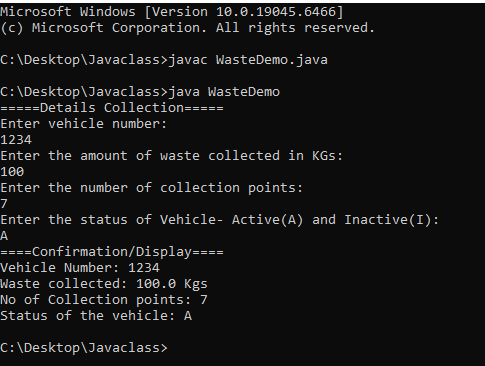 Microsoft Windows [Version 10.0.19045.6466]
(c) Microsoft Corporation. All rights reserved.
C:\Desktop\Javaclass>javac WasteDemo.java
C:\Desktop\Javaclass>java WasteDemo
=====Details Collection=====
Enter vehicle number:
1234
Enter the amount of waste collected in KGs:
100
Enter the number of collection points:
7
Enter the status of Vehicle- Active(A) and Inactive(I):
A
====Confirmation/Display====
Vehicle Number: 1234
Waste collected: 100.0 Kgs
No of Collection points: 7
Status of the vehicle: A
C:\Desktop\Javaclass>